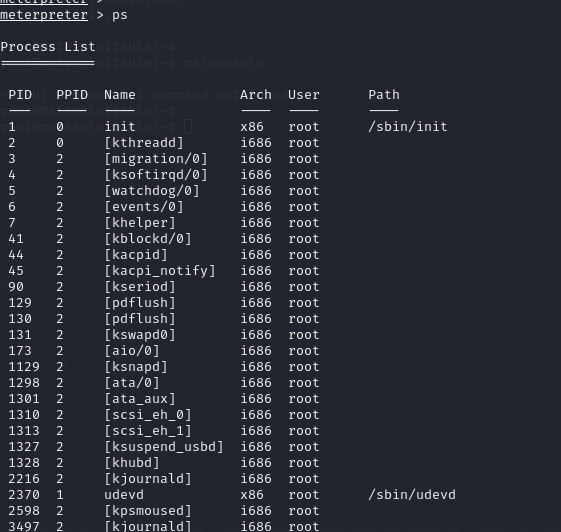 meterpreter >
meterpreter > ps
Process List
============
PID PPID Name Arch User Path
--- ---- ---- ---- ---- ----
1 0 init x86 root /sbin/init
2 0 [kthreadd] i686 root
3 2 [migration/0] i686 root
4 2 [ksoftirqd/0] i686 root
5 2 [watchdog/0] i686 root
6 2 [events/0] i686 root
7 2 [khelper] i686 root
41 2 [kblockd/0] i686 root
44 2 [kacpid] i686 root
45 2 [kacpi_notify] i686 root
90 2 [kseriod] i686 root
129 2 [pdflush] i686 root
130 2 [pdflush] i686 root
131 2 [kswapd0] i686 root
173 2 [aio/0] i686 root
1129 2 [ksnapd] i686 root
1298 2 [ata/0] i686 root
1301 2 [ata_aux] i686 root
1310 2 [scsi_eh_0] i686 root
1313 2 [scsi_eh_1] i686 root
1327 2 [ksuspend_usbd] i686 root
1328 2 [khubd] i686 root
2216 2 [kjournald] i686 root
2370 1 udevd x86 root /sbin/udevd
2598 2 [kpsmoused] i686 root
3497 2 [kjournald] i686 root